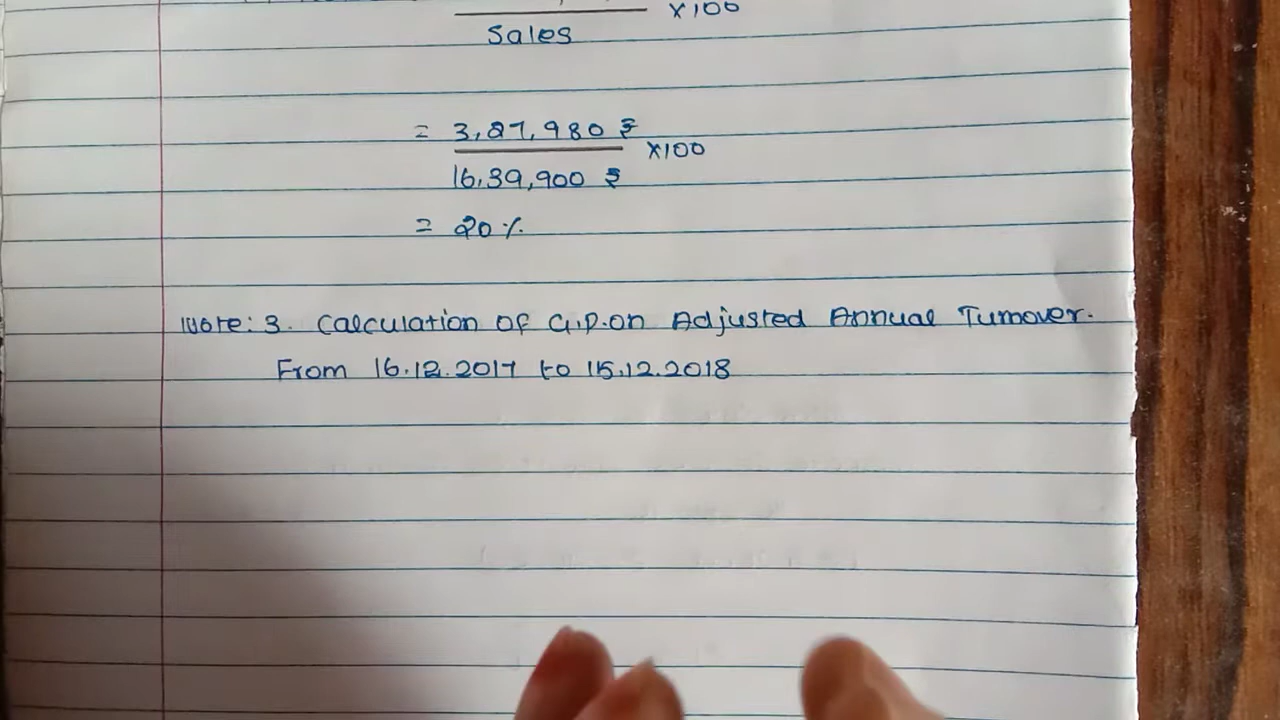 ×100
Sales
= 3,27,980 ₹
×100
16,39,900 ₹
= 20%
Note: 3. Calculation of G.P. on Adjusted Annual Turnover.
From 16.12.2017 to 15.12.2018